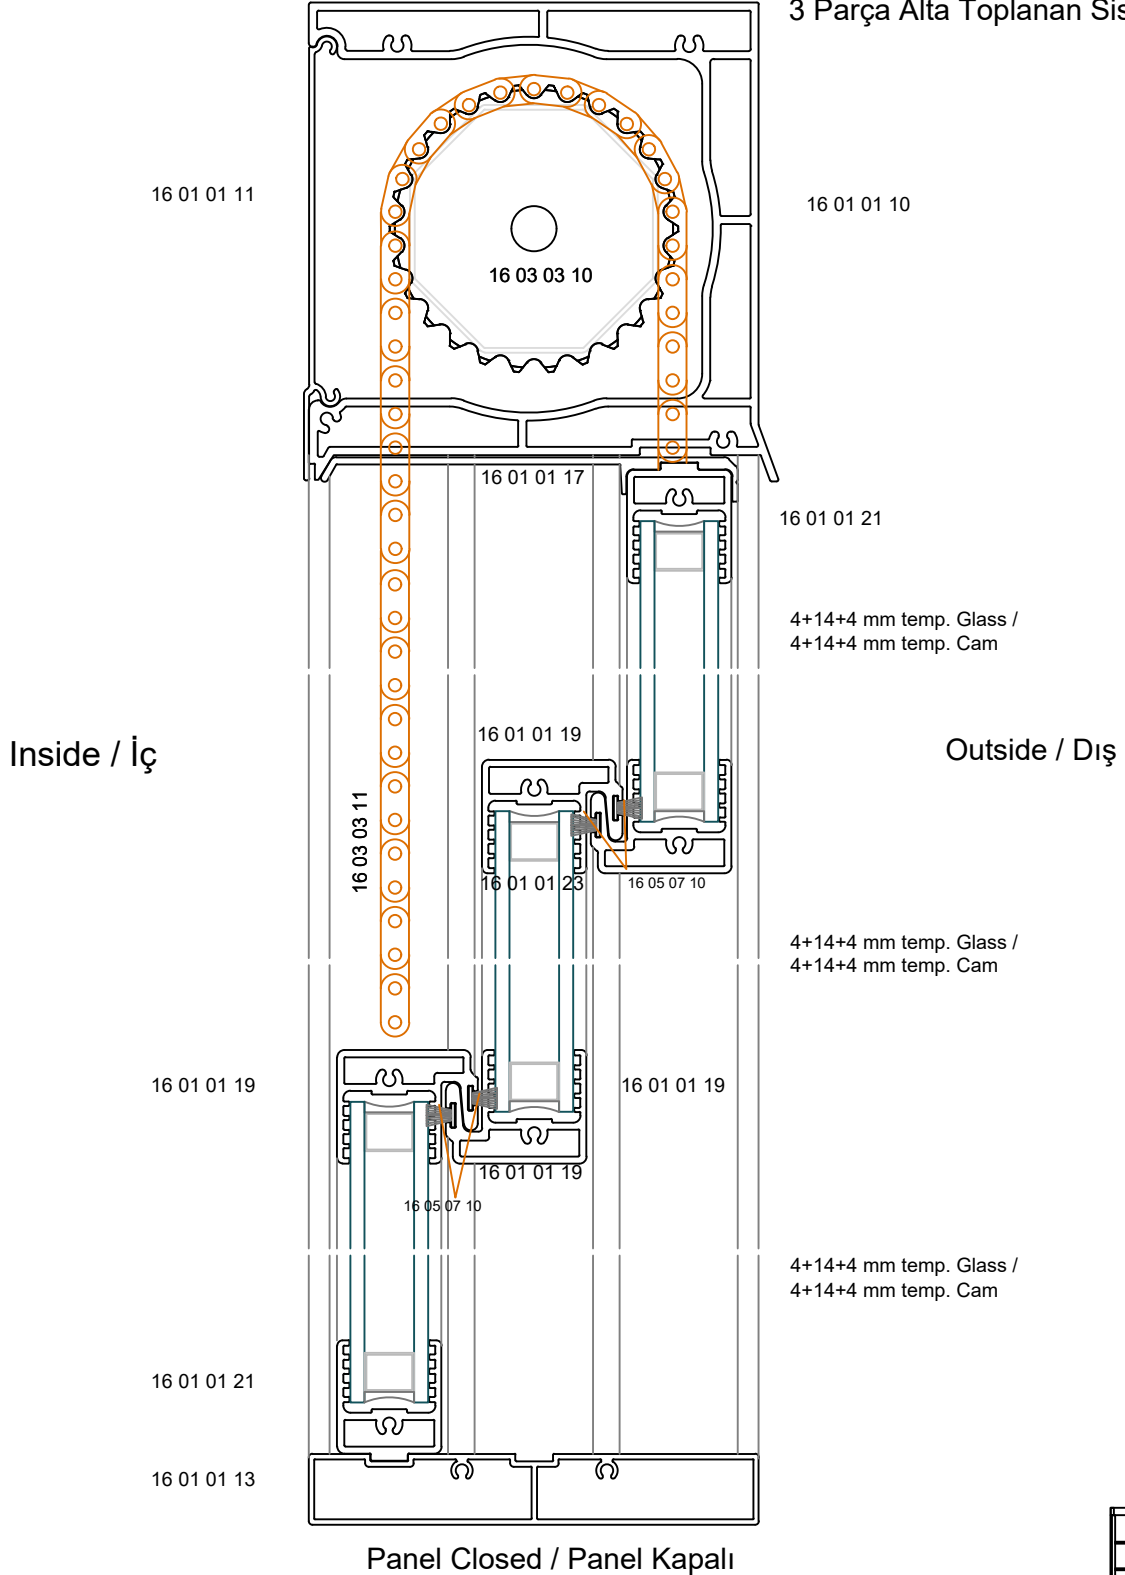 3 Parça Alta Toplanan
16 01 01 11
16 01 01 10
16 03 03 10
16 01 01 17
16 01 01 21
4+14+4 mm temp. Glass /
4+14+4 mm temp. Cam
16 01 01 19
Inside / İç
Outside / Dış
16 03 03 11
16 01 01 23
16 05 07 10
4+14+4 mm temp. Glass /
4+14+4 mm temp. Cam
16 01 01 19
16 01 01 19
16 01 01 19
16 05 07 10
4+14+4 mm temp. Glass /
4+14+4 mm temp. Cam
16 01 01 21
16 01 01 13
Panel Closed / Panel Kapalı